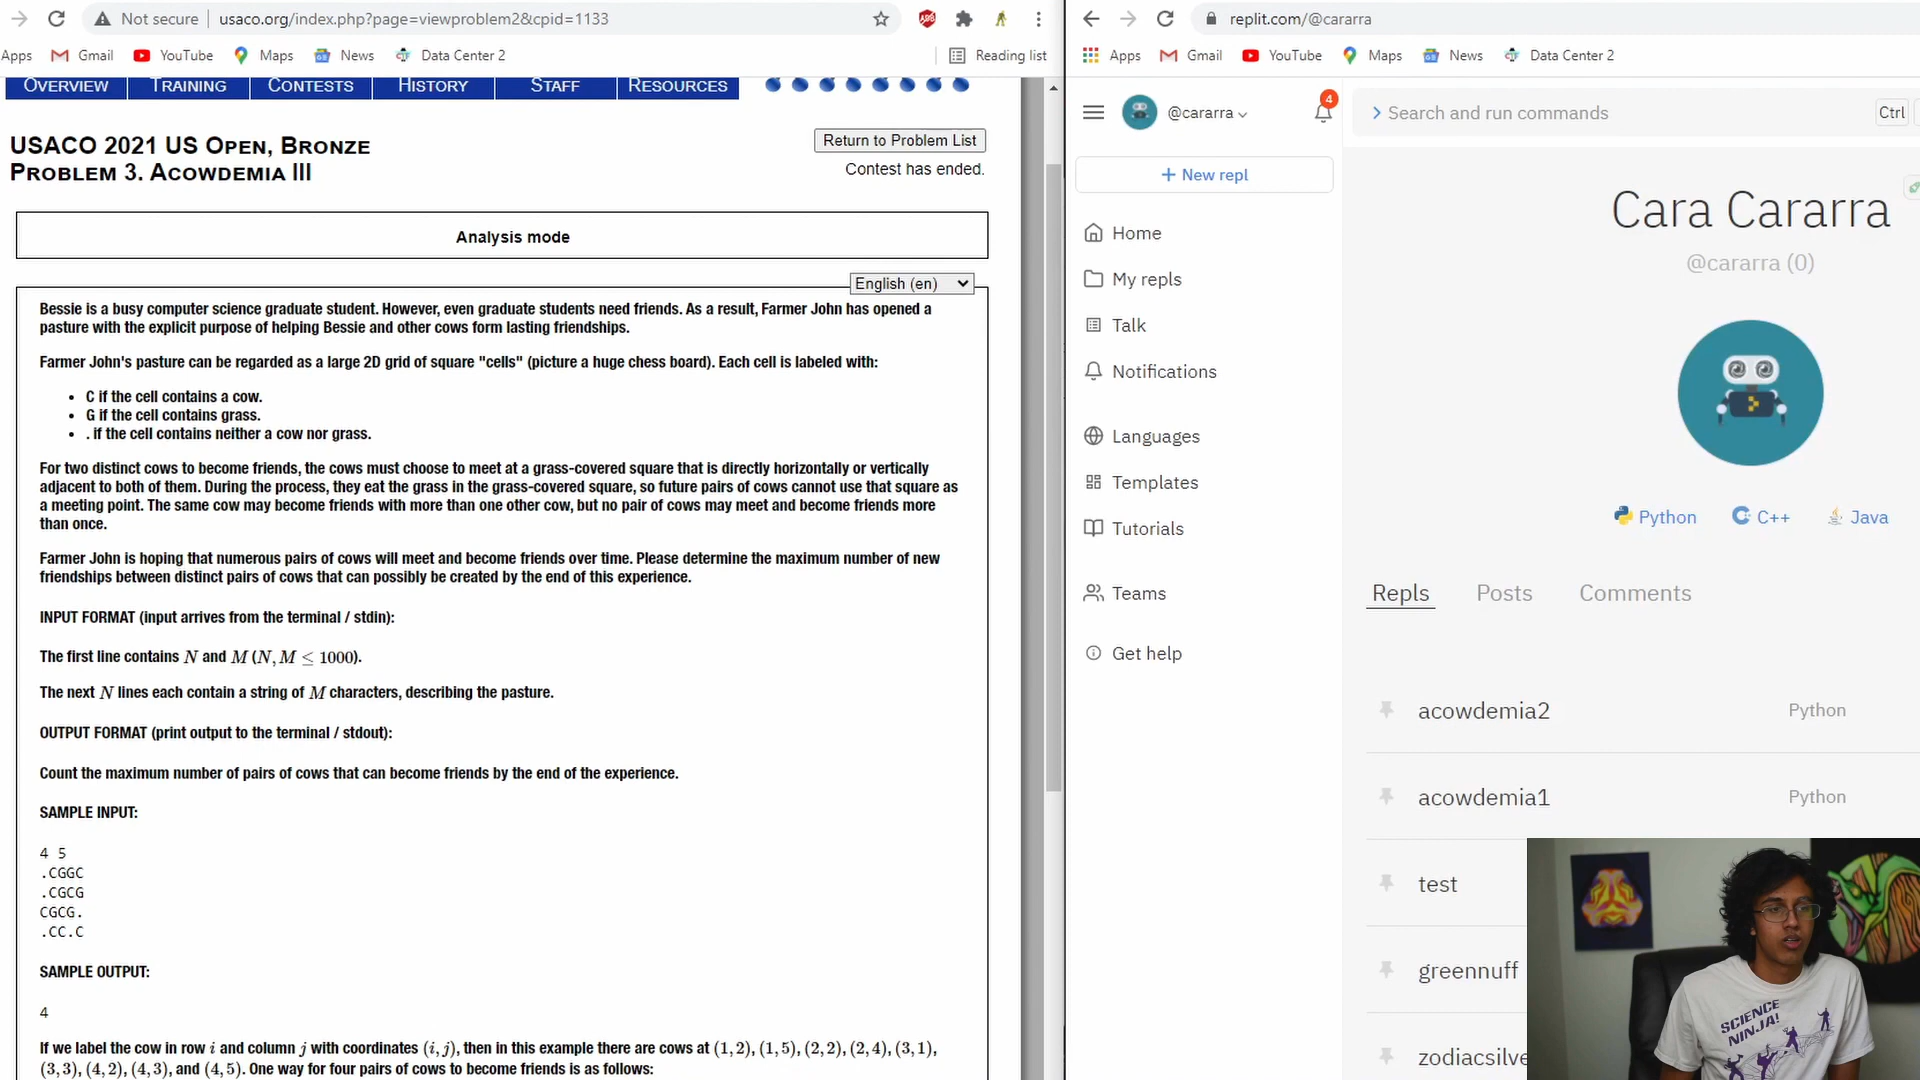 Not secure usaco.org/index.php?page=viewproblem2&cpid=1133
Apps Gmail YouTube Maps News Data Center 2 Reading list
OVERVIEW TRAINING CONTESTS HISTORY STAFF RESOURCES
USACO 2021 US OPEN, BRONZE
PROBLEM 3. ACOWDEMIA III
Return to Problem List
Contest has ended.
Analysis mode
English (en)
Bessie is a busy computer science graduate student. However, even graduate students need friends. As a result, Farmer John has opened a
pasture with the explicit purpose of helping Bessie and other cows form lasting friendships.
Farmer John's pasture can be regarded as a large 2D grid of square "cells" (picture a huge chess board). Each cell is labeled with:
• C if the cell contains a cow.
• G if the cell contains grass.
• . if the cell contains neither a cow nor grass.
For two distinct cows to become friends, the cows must choose to meet at a grass-covered square that is directly horizontally or vertically
adjacent to both of them. During the process, they eat the grass in the grass-covered square, so future pairs of cows cannot use that square as
a meeting point. The same cow may become friends with more than one other cow, but no pair of cows may meet and become friends more
than once.
Farmer John is hoping that numerous pairs of cows will meet and become friends over time. Please determine the maximum number of new
friendships between distinct pairs of cows that can possibly be created by the end of this experience.
INPUT FORMAT (input arrives from the terminal / stdin):
The first line contains N and M (N, M ≤ 1000).
The next N lines each contain a string of M characters, describing the pasture.
OUTPUT FORMAT (print output to the terminal / stdout):
Count the maximum number of pairs of cows that can become friends by the end of the experience.
SAMPLE INPUT:
4 5
.CGGC
.CGCG
CGCG.
.CC.C
SAMPLE OUTPUT:
4
If we label the cow in row i and column j with coordinates (i, j), then in this example there are cows at (1, 2), (1, 5), (2, 2), (2, 4), (3, 1),
(3, 3), (4, 2), (4, 3), and (4, 5). One way for four pairs of cows to become friends is as follows:
replit.com/@cararra
Apps Gmail YouTube Maps News Data Center 2
@cararra
4
Search and run commands
Ctrl
+ New repl
Home
My repls
Talk
Notifications
Languages
Templates
Tutorials
Teams
Get help
Cara Cararra
@cararra (0)
Python C++ Java
Repls Posts Comments
acowdemia2 Python
acowdemia1 Python
test
greennuff
zodiacsilve
SCIENCE
NINJA!